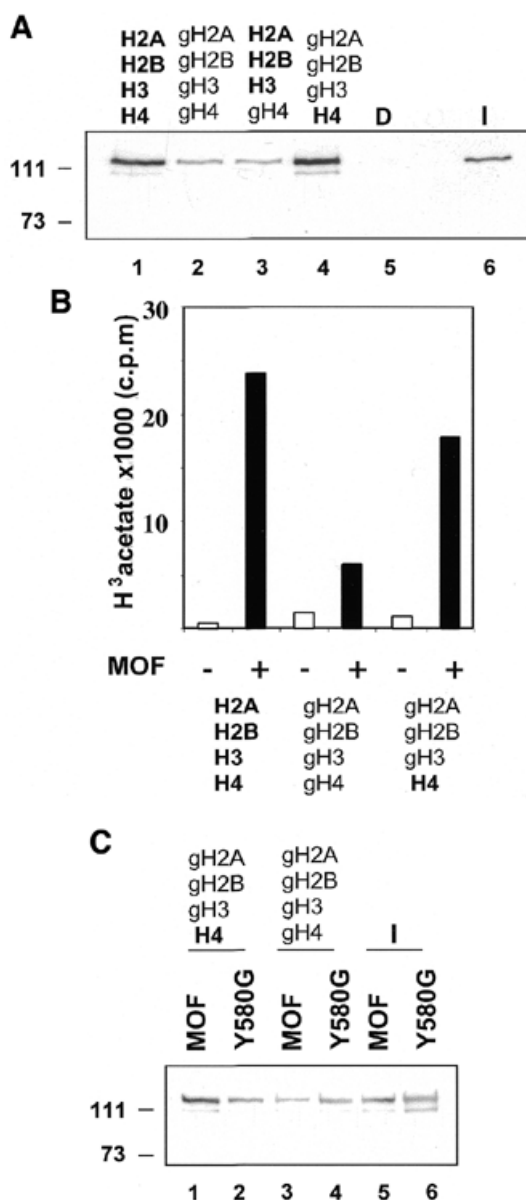 A
H2A gH2A H2A gH2A
H2B gH2B H2B gH2B
H3 gH3 H3 gH3
H4 gH4 gH4 H4 D I
111
73
1 2 3 4 5 6
B
30
20
10
H³acetate x1000 (c.p.m)
MOF - + - + - +
H2A gH2A gH2A
H2B gH2B gH2B
H3 gH3 gH3
H4 gH4 H4
C
gH2A gH2A
gH2B gH2B
gH3 gH3
H4 gH4 I
MOF Y580G MOF Y580G MOF Y580G
111
73
1 2 3 4 5 6